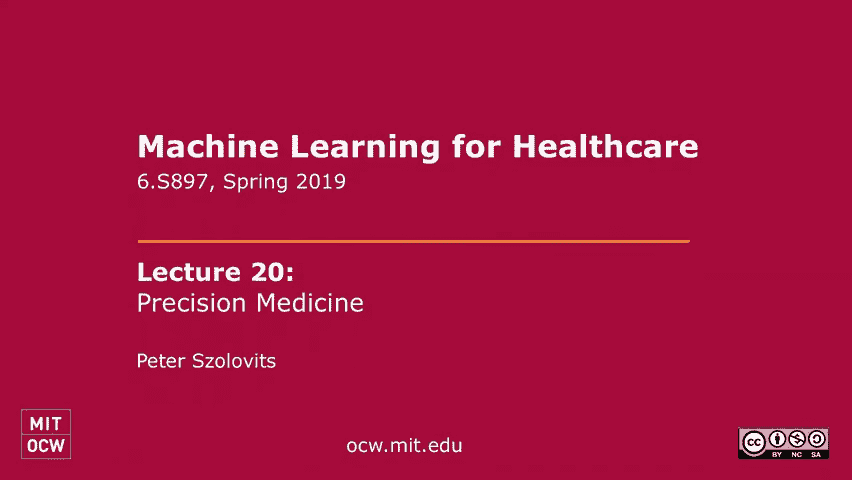 Machine Learning for Healthcare
6.S897, Spring 2019
Lecture 20:
Precision Medicine
Peter Szolovits
MIT
OCW
ocw.mit.edu
cc
BY NC SA